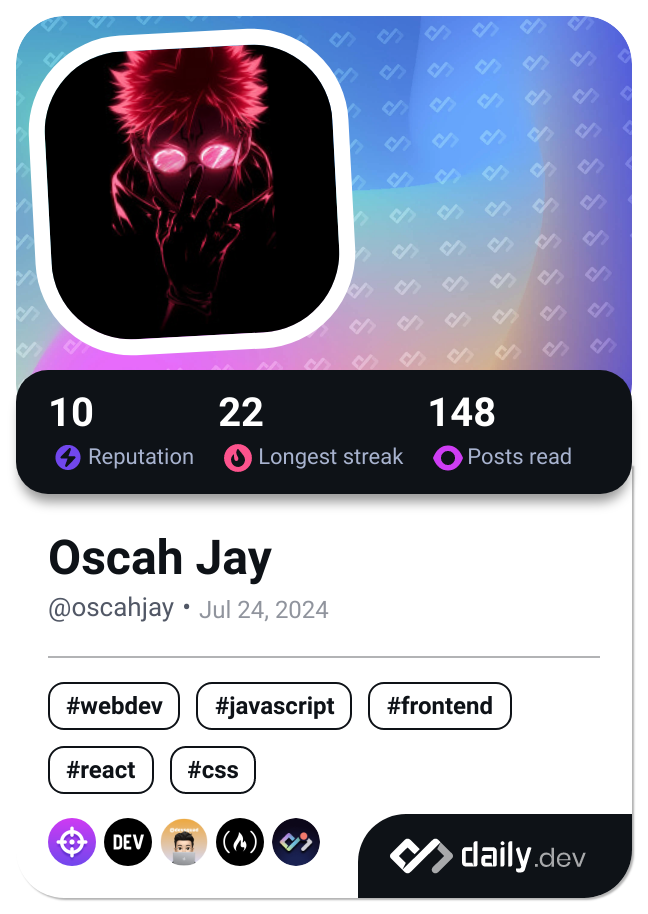 10 22 148
Reputation Longest streak Posts read
Oscah Jay
@oscahjay • Jul 24, 2024
#webdev #javascript #frontend
#react #css
DEV
daily.dev